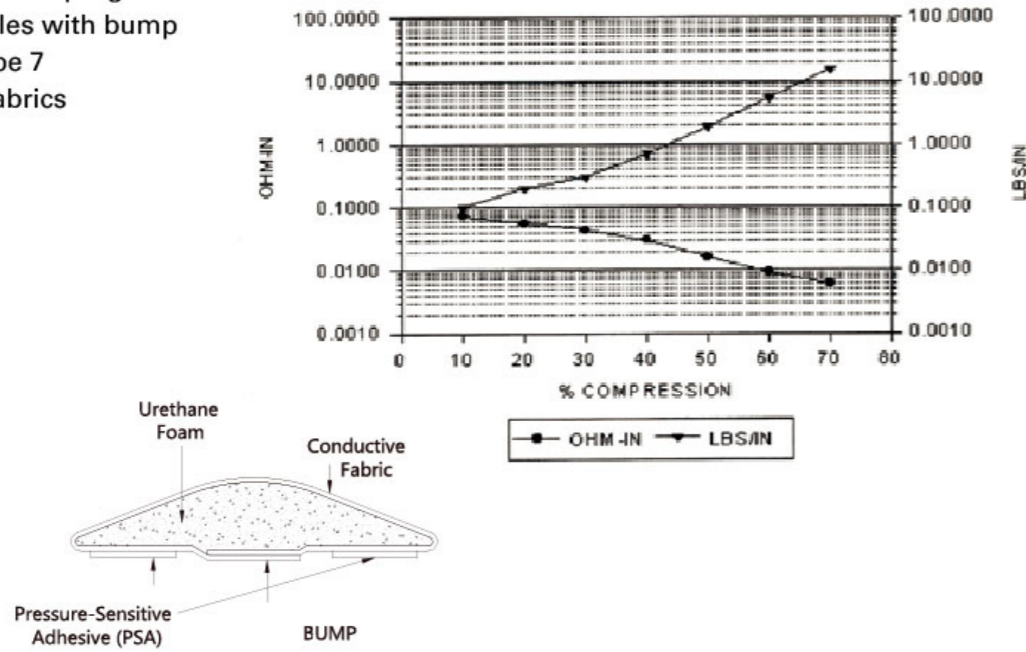 les with bump
pe 7
abrics
100.0000
10.0000
1.0000
0.1000
0.0100
0.0010
OHM-IN
100.0000
10.0000
1.0000
0.1000
0.0100
0.0010
LBS/IN
0 10 20 30 40 50 60 70 80
% COMPRESSION
OHM-IN LBS/IN
Urethane
Foam
Conductive
Fabric
Pressure-Sensitive
Adhesive (PSA)
BUMP